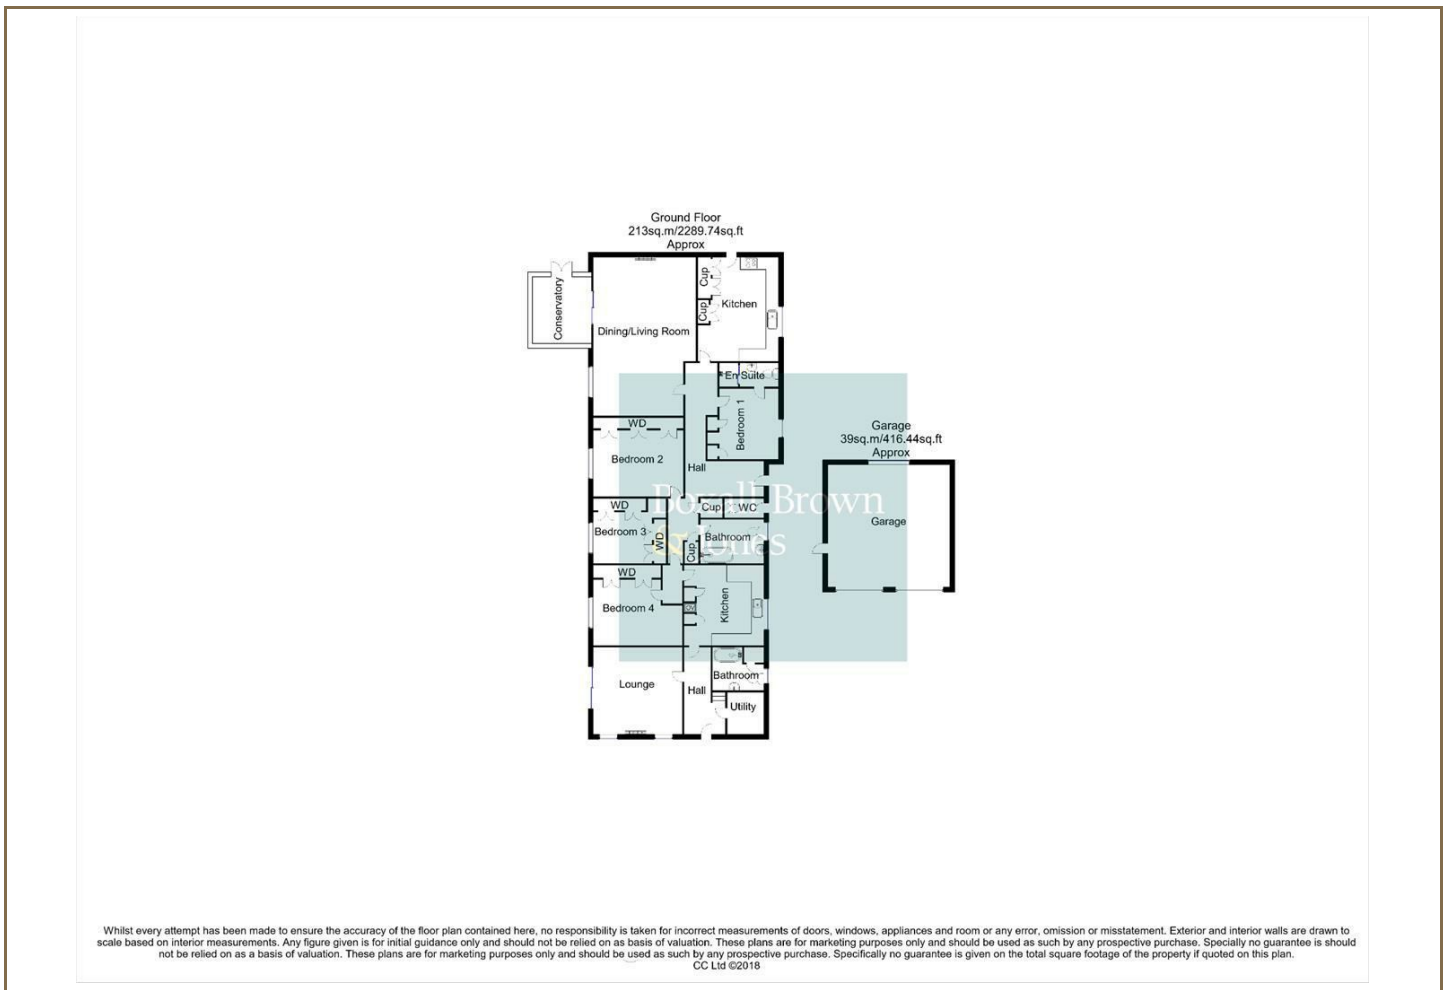 Ground Floor
213sq.m/2289.74sq.ft
Approx
Conservatory
Cup
Cup
Kitchen
Dining/Living Room
En Suite
Bedroom 1
WD
Bedroom 2
Hall
Garage
39sq.m/416.44sq.ft
Approx
Garage
Boxall Brown
& Jones
WD
Bedroom 3
WD
Cup
WC
Bathroom
Cup
WD
Bedroom 4
Kitchen
Lounge
Hall
Bathroom
Utility
Whilst every attempt has been made to ensure the accuracy of the floor plan contained here, no responsibility is taken for incorrect measurements of doors, windows, appliances and room or any error, omission or misstatement. Exterior and interior walls are drawn to
scale based on interior measurements. Any figure given is for initial guidance only and should not be relied on as basis of valuation. These plans are for marketing purposes only and should be used as such by any prospective purchase. Specially no guarantee is should
not be relied on as a basis of valuation. These plans are for marketing purposes only and should be used as such by any prospective purchase. Specifically no guarantee is given on the total square footage of the property if quoted on this plan.
CC Ltd ©2018